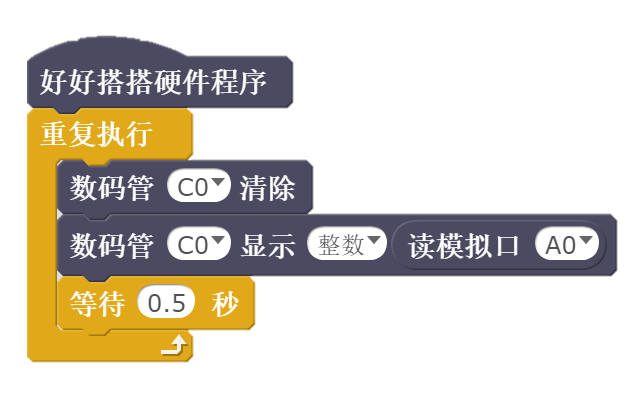 好好搭搭硬件程序
重复执行
数码管 C0 清除
数码管 C0 显示 整数 读模拟口 A0
等待 0.5 秒